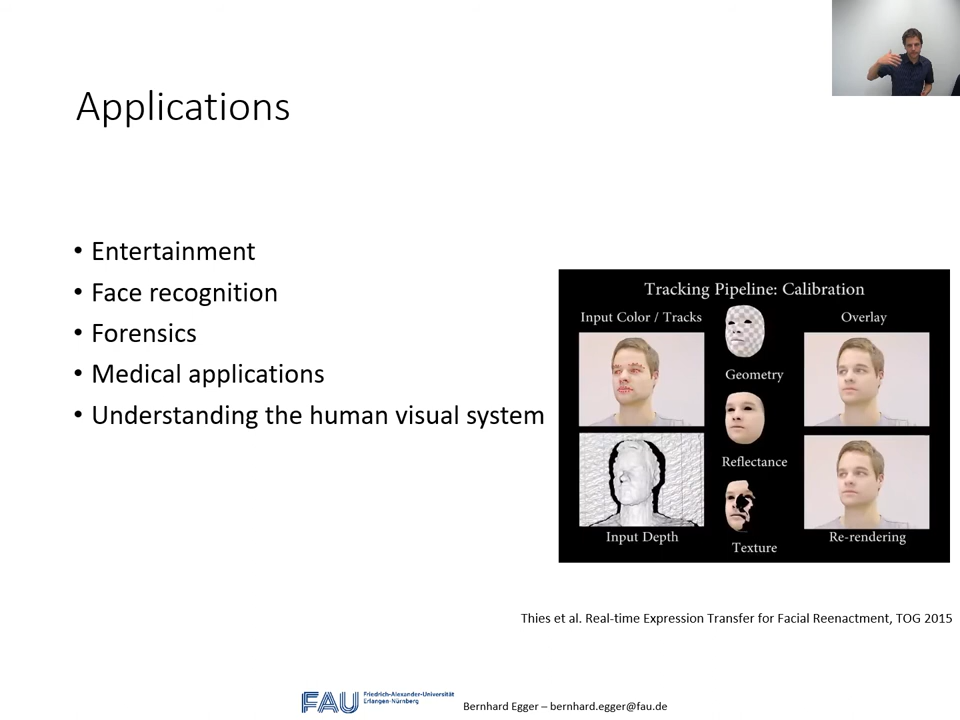 Applications
• Entertainment
• Face recognition
• Forensics
• Medical applications
• Understanding the human visual system
Tracking Pipeline: Calibration
Input Color / Tracks
Overlay
Geometry
Reflectance
Input Depth
Re-rendering
Texture
Thies et al. Real-time Expression Transfer for Facial Reenactment, TOG 2015
FAU Friedrich-Alexander-Universität
Erlangen-Nürnberg
Bernhard Egger – bernhard.egger@fau.de